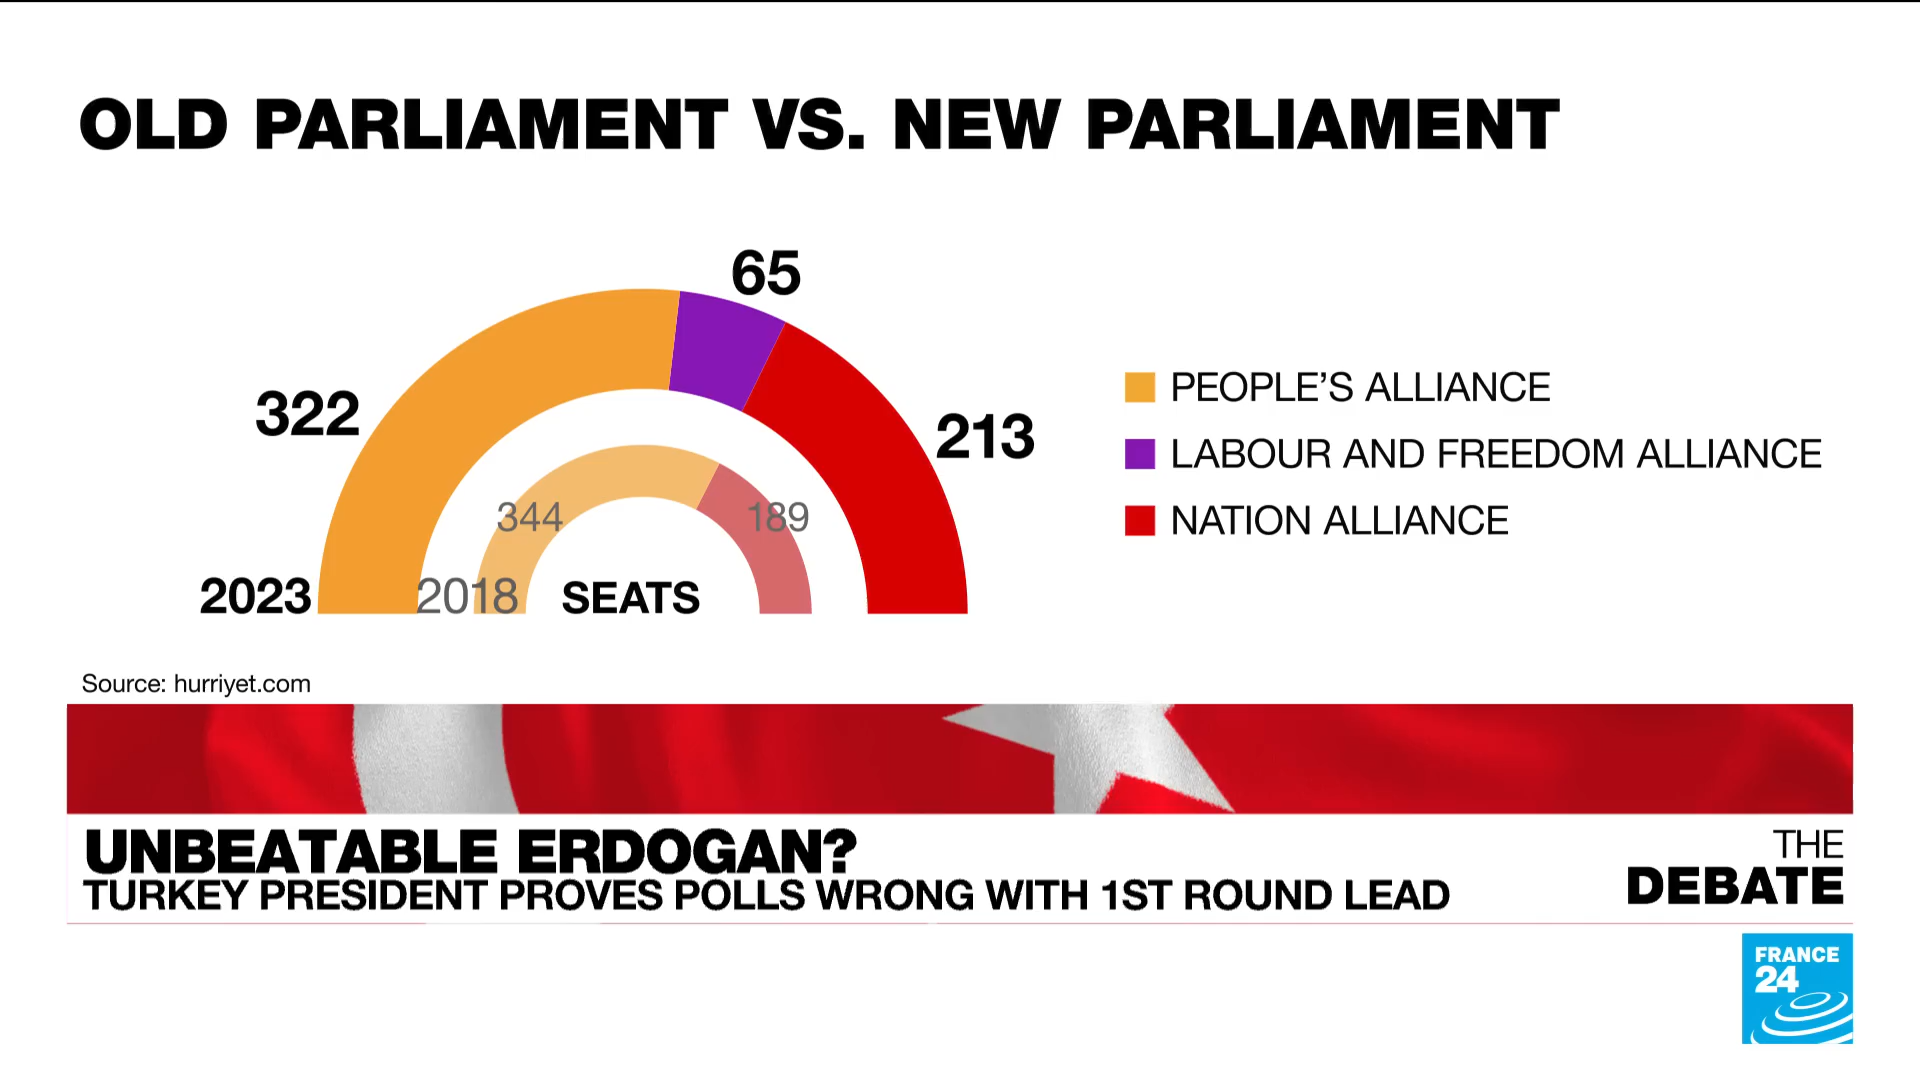 OLD PARLIAMENT VS. NEW PARLIAMENT
65
322
213
344
189
2023
2018
SEATS
PEOPLE'S ALLIANCE
LABOUR AND FREEDOM ALLIANCE
NATION ALLIANCE
Source: hurriyet.com
UNBEATABLE ERDOGAN?
TURKEY PRESIDENT PROVES POLLS WRONG WITH 1ST ROUND LEAD
THE
DEBATE
FRANCE
24